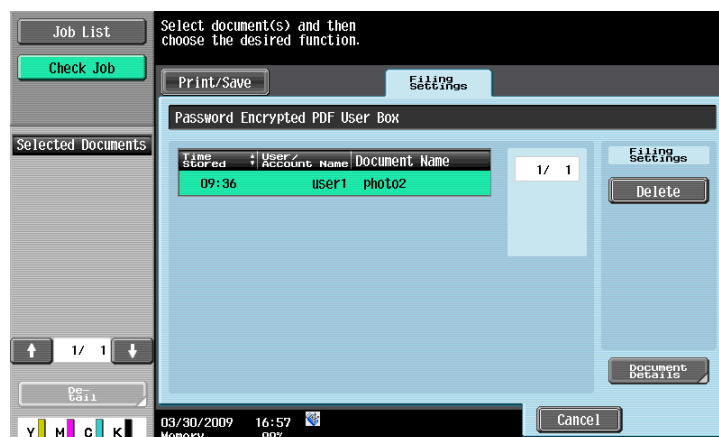 Job List
Check Job
Select document(s) and then
choose the desired function.
Print/Save
Filing
Settings
Password Encrypted PDF User Box
Selected Documents
Time
Stored
User/
Account Name
Document Name
09:36
user1
photo2
1/ 1
Filing
Settings
Delete
1/ 1
De-
tail
Document
Details
Y M C K
03/30/2009 16:57
Memory 00%
Cancel